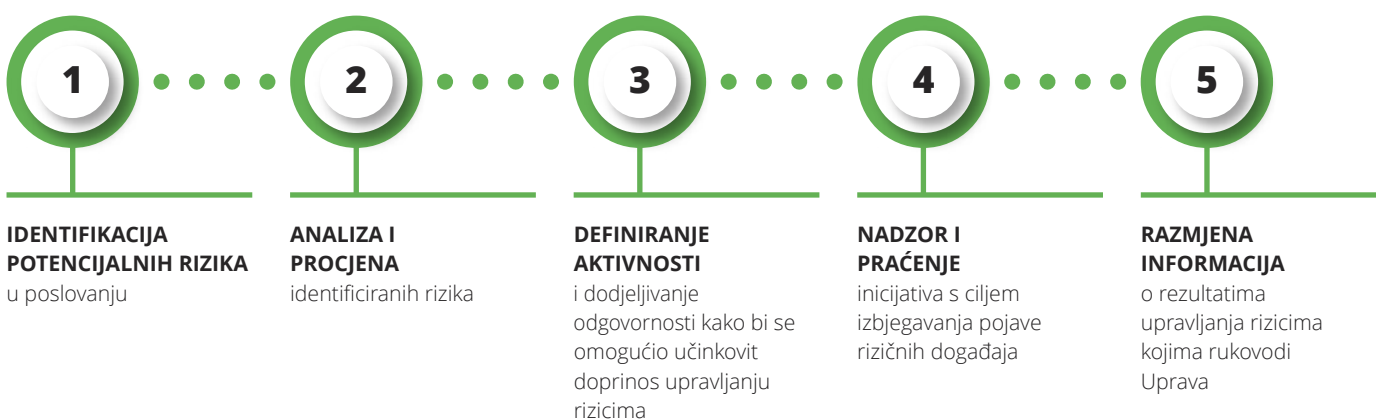 1
IDENTIFIKACIJA
POTENCIJALNIH RIZIKA
u poslovanju
2
ANALIZA I
PROCJENA
identificiranih rizika
3
DEFINIRANJE
AKTIVNOSTI
i dodjeljivanje
odgovornosti kako bi se
omogućio učinkovit
doprinos upravljanju
rizicima
4
NADZOR I
PRAĆENJE
inicijativa s ciljem
izbjegavanja pojave
rizičnih događaja
5
RAZMJENA
INFORMACIJA
o rezultatima
upravljanja rizicima
kojima rukovodi
Uprava